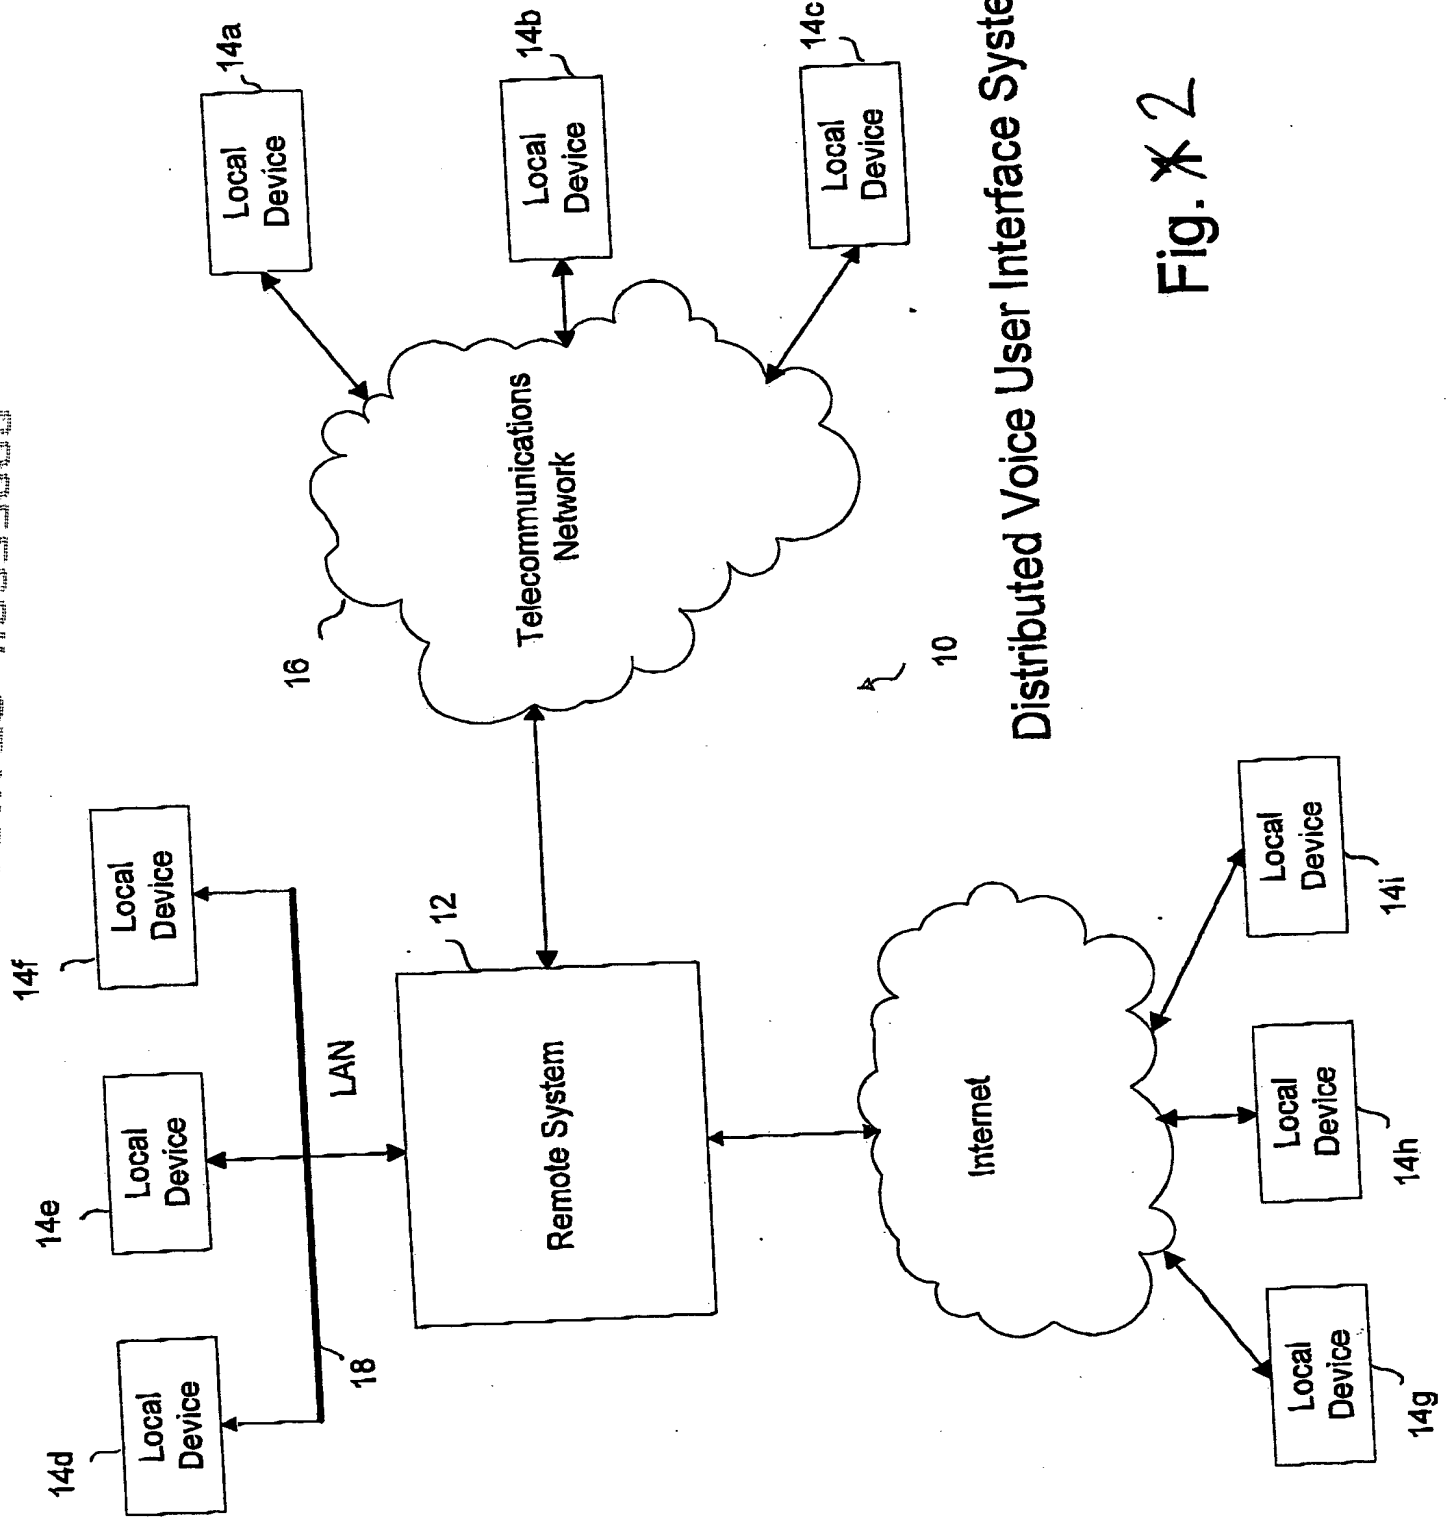 14d
Local
Device
14e
Local
Device
14f
Local
Device
18
LAN
12
Remote System
16
Telecommunications
Network
14a
Local
Device
14b
Local
Device
14c
Local
Device
Internet
14g
Local
Device
14h
Local
Device
14i
Local
Device
10
Distributed Voice User Interface Syste
Fig. 2